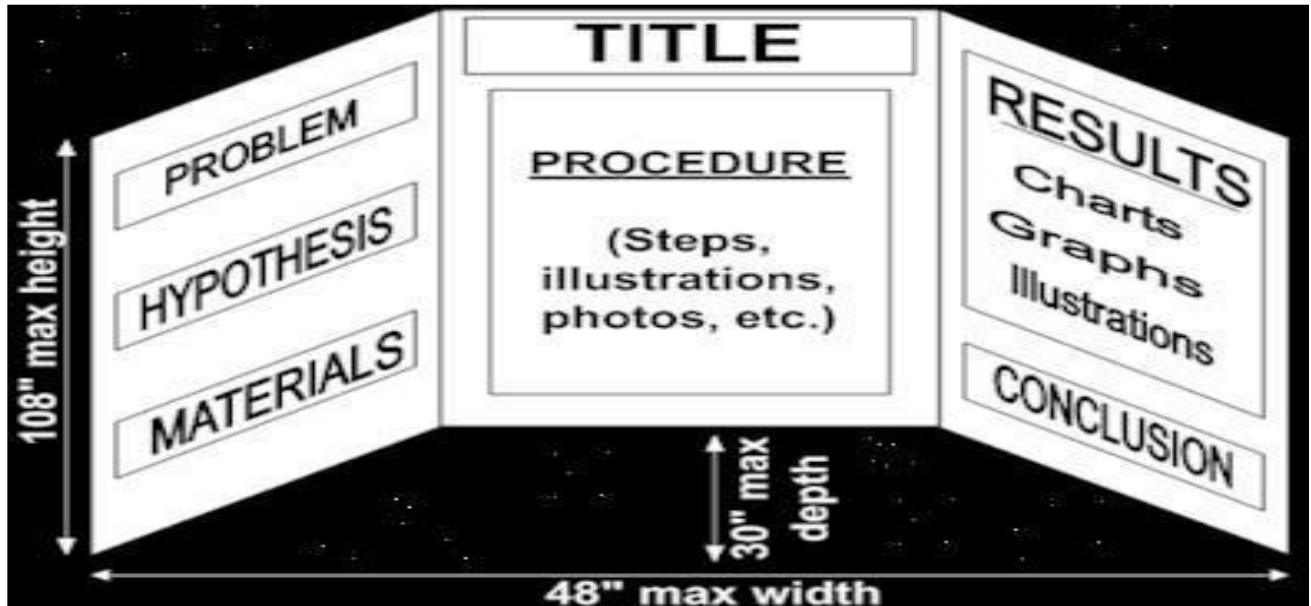 TITLE
PROBLEM
HYPOTHESIS
MATERIALS
PROCEDURE
(Steps,
illustrations,
photos, etc.)
RESULTS
Charts
Graphs
Illustrations
CONCLUSION
108" max height
30" max
depth
48" max width